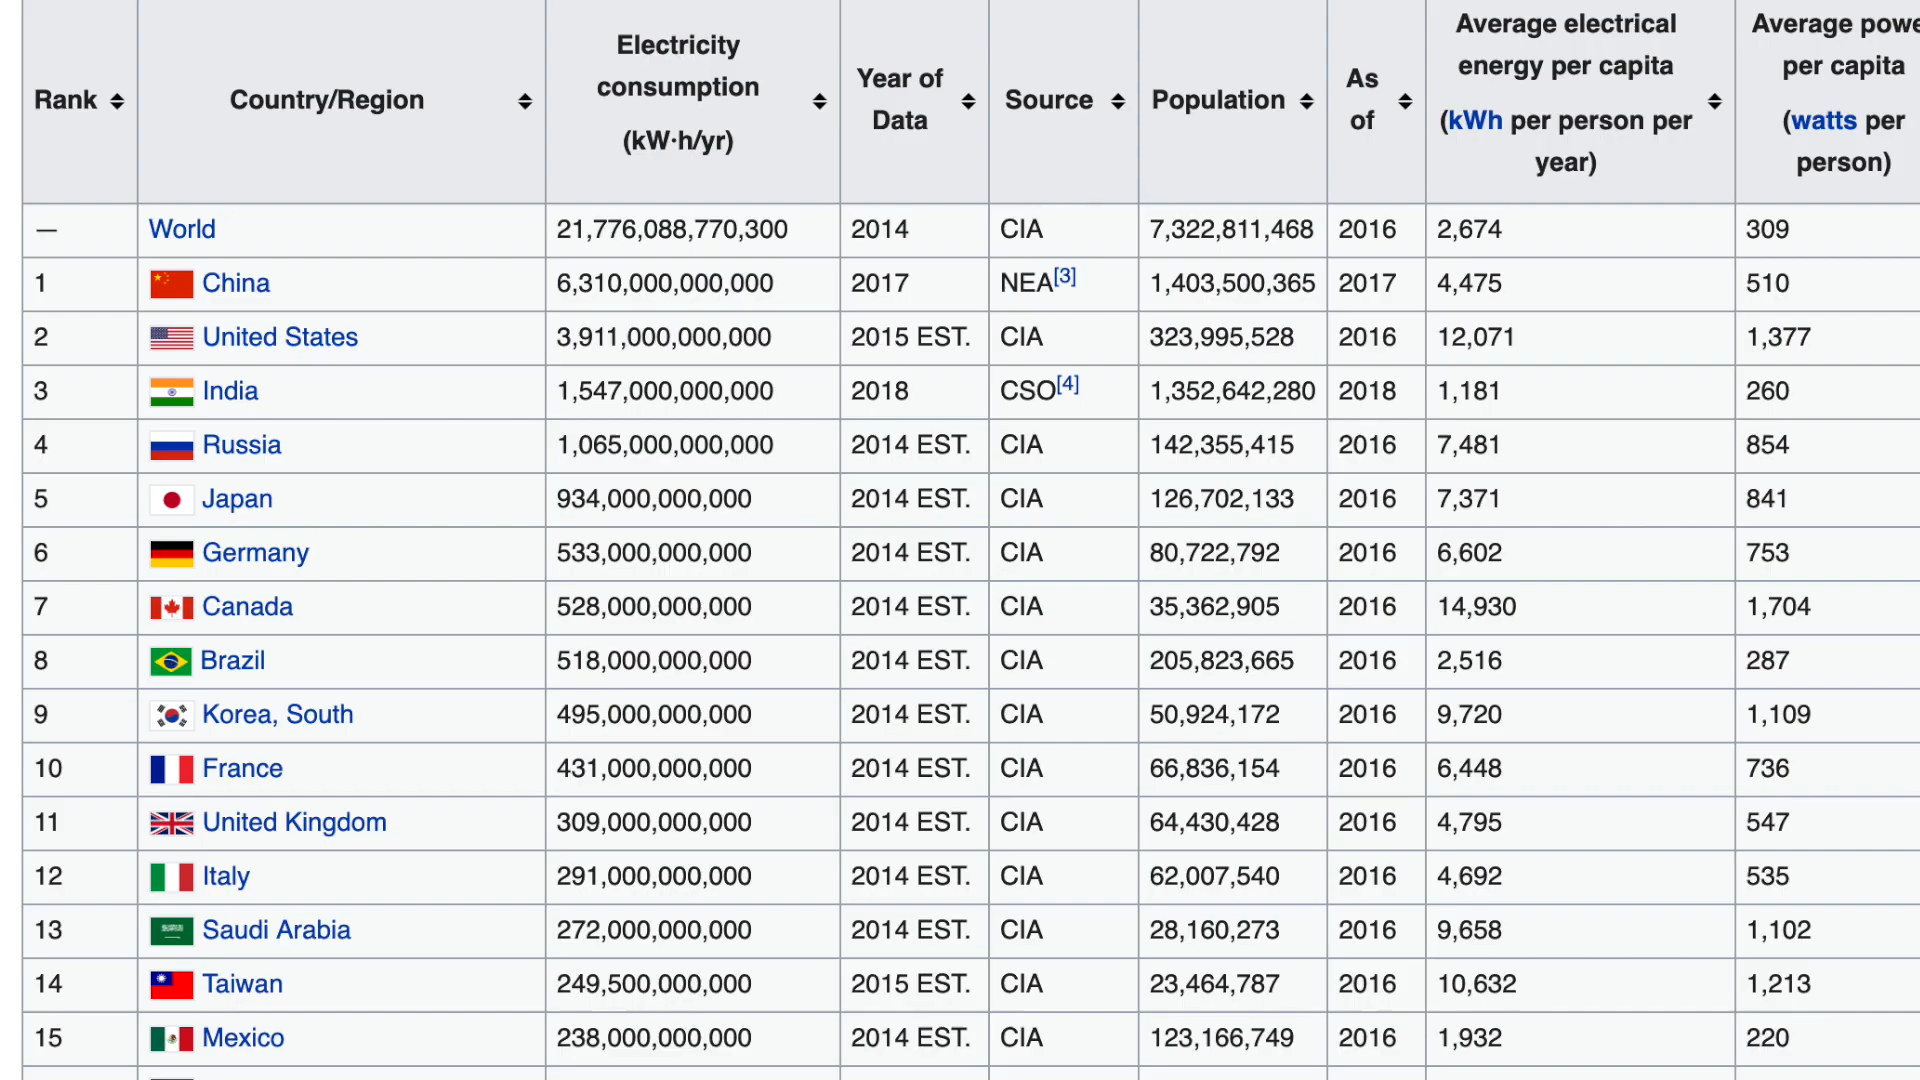 Rank
Country/Region
Electricity
consumption
(kW·h/yr)
Year of
Data
Source
Population
As
of
Average electrical
energy per capita
(kWh per person per
year)
Average powe
per capita
(watts per
person)
— World 21,776,088,770,300 2014 CIA 7,322,811,468 2016 2,674 309
1 China 6,310,000,000,000 2017 NEA[3] 1,403,500,365 2017 4,475 510
2 United States 3,911,000,000,000 2015 EST. CIA 323,995,528 2016 12,071 1,377
3 India 1,547,000,000,000 2018 CSO[4] 1,352,642,280 2018 1,181 260
4 Russia 1,065,000,000,000 2014 EST. CIA 142,355,415 2016 7,481 854
5 Japan 934,000,000,000 2014 EST. CIA 126,702,133 2016 7,371 841
6 Germany 533,000,000,000 2014 EST. CIA 80,722,792 2016 6,602 753
7 Canada 528,000,000,000 2014 EST. CIA 35,362,905 2016 14,930 1,704
8 Brazil 518,000,000,000 2014 EST. CIA 205,823,665 2016 2,516 287
9 Korea, South 495,000,000,000 2014 EST. CIA 50,924,172 2016 9,720 1,109
10 France 431,000,000,000 2014 EST. CIA 66,836,154 2016 6,448 736
11 United Kingdom 309,000,000,000 2014 EST. CIA 64,430,428 2016 4,795 547
12 Italy 291,000,000,000 2014 EST. CIA 62,007,540 2016 4,692 535
13 Saudi Arabia 272,000,000,000 2014 EST. CIA 28,160,273 2016 9,658 1,102
14 Taiwan 249,500,000,000 2015 EST. CIA 23,464,787 2016 10,632 1,213
15 Mexico 238,000,000,000 2014 EST. CIA 123,166,749 2016 1,932 220